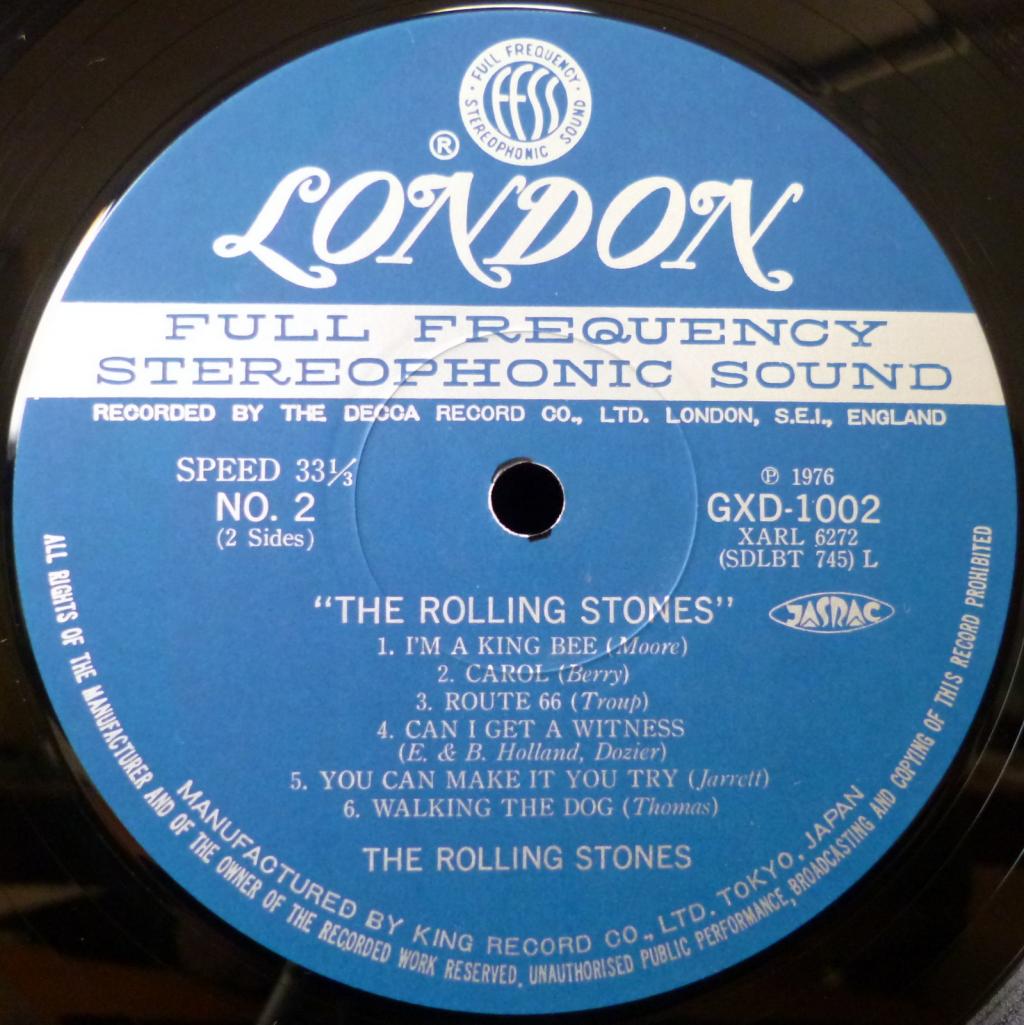 FULL FREQUENCY
STEREOPHONIC SOUND
FFSS
®
LONDON
FULL FREQUENCY
STEREOPHONIC SOUND
RECORDED BY THE DECCA RECORD CO., LTD. LONDON, S.E.I., ENGLAND
SPEED 33⅓
NO. 2
(2 Sides)
℗ 1976
GXD-1002
XARL 6272
(SDLBT 745) L
"THE ROLLING STONES"
JASRAC
1. I'M A KING BEE (Moore)
2. CAROL (Berry)
3. ROUTE 66 (Troup)
4. CAN I GET A WITNESS
(E. & B. Holland, Dozier)
5. YOU CAN MAKE IT YOU TRY (Jarrett)
6. WALKING THE DOG (Thomas)
THE ROLLING STONES
MANUFACTURED BY KING RECORD CO., LTD. TOKYO. JAPAN
ALL RIGHTS OF THE MANUFACTURER AND OF THE OWNER OF THE RECORDED WORK RESERVED. UNAUTHORISED PUBLIC PERFORMANCE, BROADCASTING AND COPYING OF THIS RECORD PROHIBITED